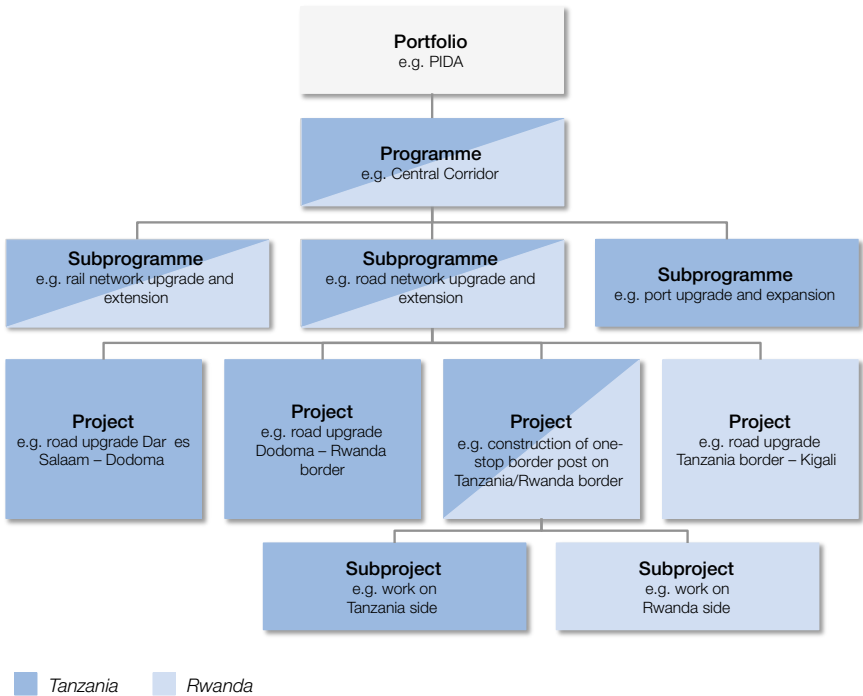 Portfolio
e.g. PIDA
Programme
e.g. Central Corridor
Subprogramme
e.g. rail network upgrade and
extension
Subprogramme
e.g. road network upgrade and
extension
Subprogramme
e.g. port upgrade and expansion
Project
e.g. road upgrade Dar es
Salaam – Dodoma
Project
e.g. road upgrade
Dodoma – Rwanda
border
Project
e.g. construction of one-
stop border post on
Tanzania/Rwanda border
Project
e.g. road upgrade
Tanzania border – Kigali
Subproject
e.g. work on
Tanzania side
Subproject
e.g. work on
Rwanda side
Tanzania
Rwanda